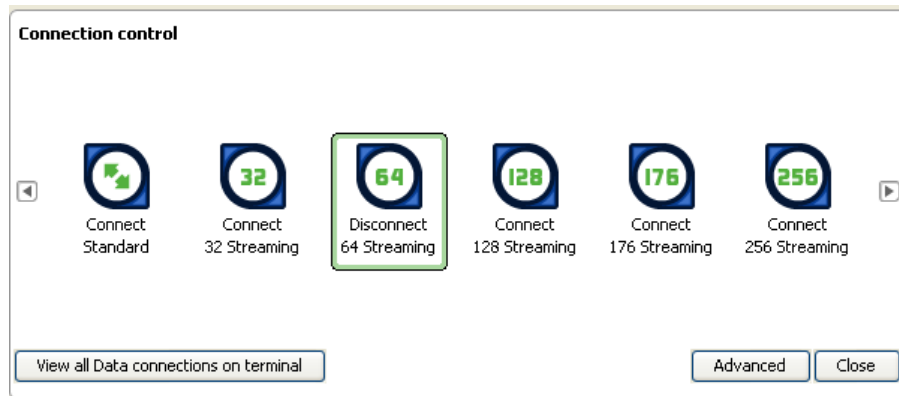 Connection control
32
64
128
176
256
Connect
Standard
Connect
32 Streaming
Disconnect
64 Streaming
Connect
128 Streaming
Connect
176 Streaming
Connect
256 Streaming
View all Data connections on terminal
Advanced
Close